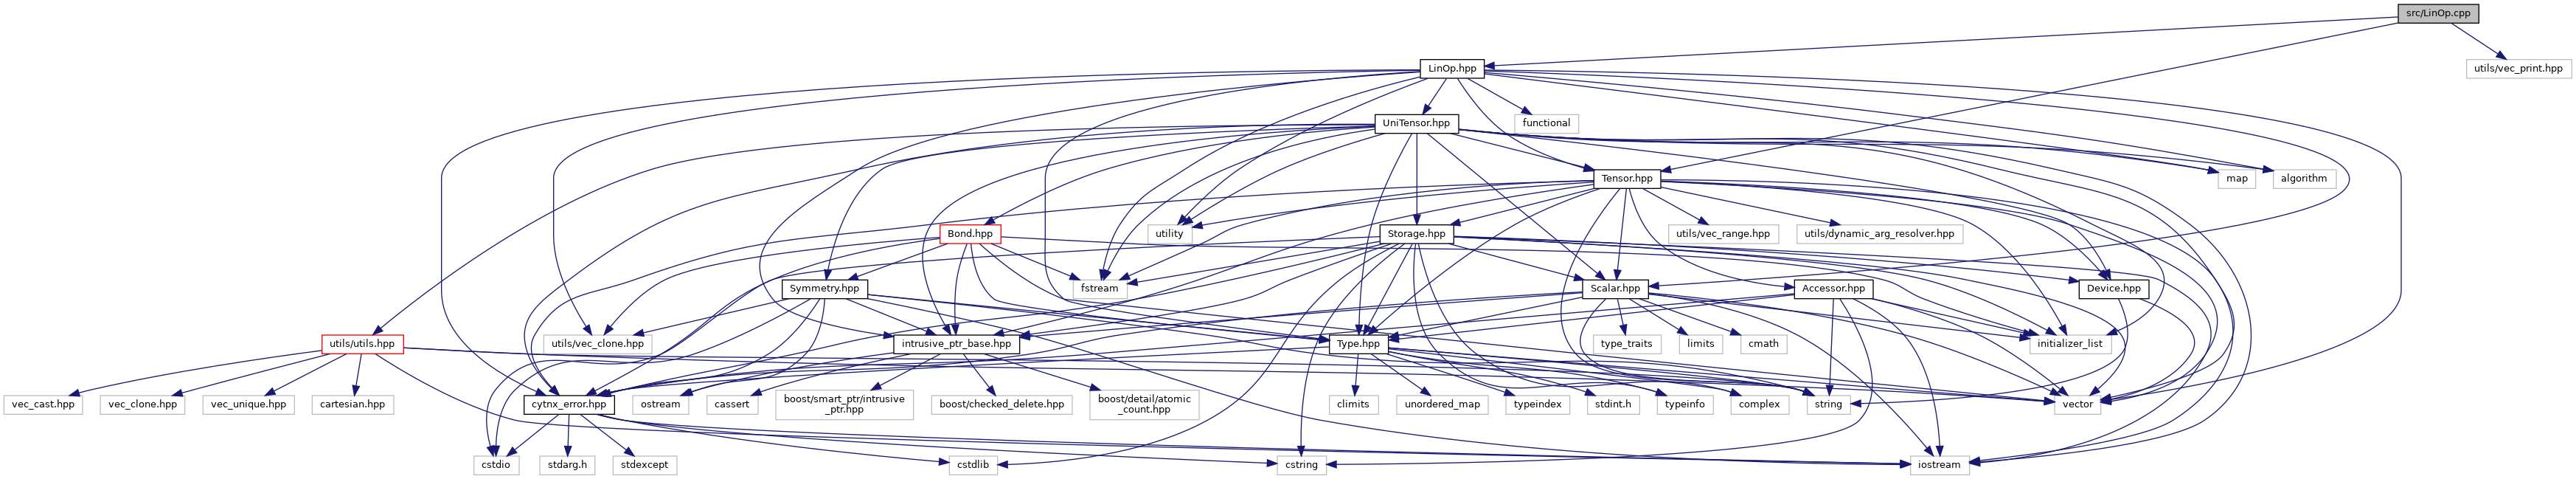 src/LinOp.cpp
LinOp.hpp
utils/vec_print.hpp
UniTensor.hpp
functional
Tensor.hpp
map
algorithm
Bond.hpp
utility
Storage.hpp
utils/vec_range.hpp
utils/dynamic_arg_resolver.hpp
Symmetry.hpp
fstream
Scalar.hpp
Accessor.hpp
Device.hpp
utils/utils.hpp
utils/vec_clone.hpp
intrusive_ptr_base.hpp
Type.hpp
type_traits
limits
cmath
initializer_list
vec_cast.hpp
vec_clone.hpp
vec_unique.hpp
cartesian.hpp
cytnx_error.hpp
ostream
cassert
boost/smart_ptr/intrusive
_ptr.hpp
boost/checked_delete.hpp
boost/detail/atomic
_count.hpp
climits
unordered_map
typeindex
stdint.h
typeinfo
complex
string
vector
cstdio
stdarg.h
stdexcept
cstdlib
cstring
iostream